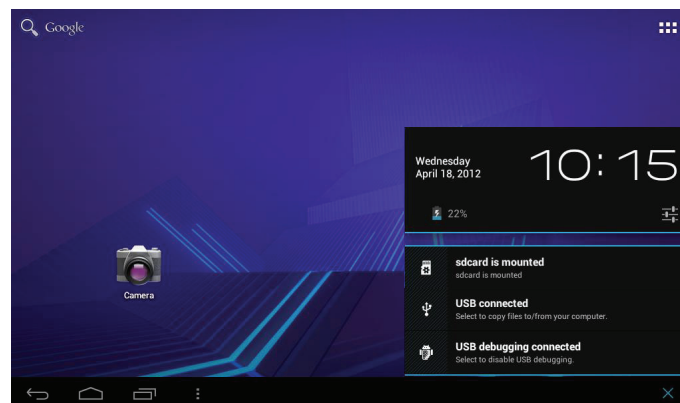 Google
Wednesday
April 18, 2012
10:15
22%
sdcard is mounted
sdcard is mounted
USB connected
Select to copy files to/from your computer.
USB debugging connected
Select to disable USB debugging.
Camera